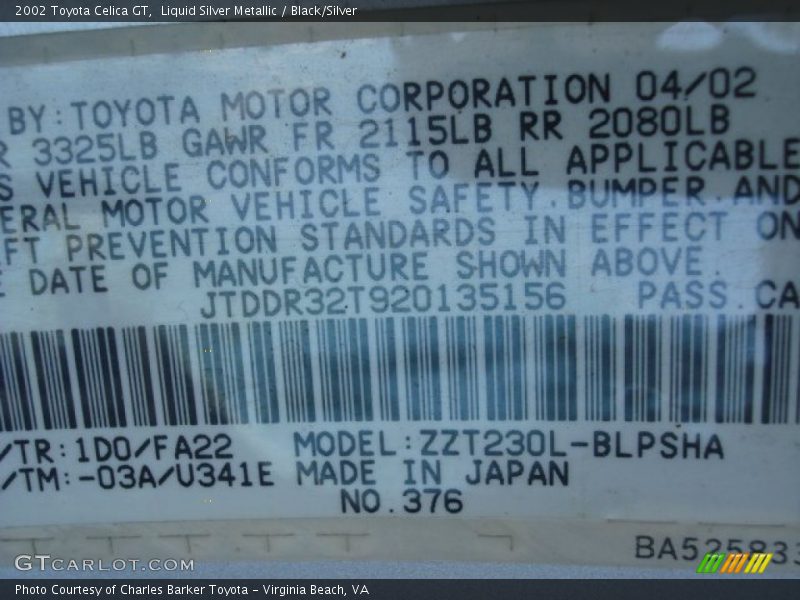 2002 Toyota Celica GT, Liquid Silver Metallic / Black/Silver
BY:TOYOTA MOTOR CORPORATION 04/02
R 3325LB GAWR FR 2115LB RR 2080LB
S VEHICLE CONFORMS TO ALL APPLICABLE
ERAL MOTOR VEHICLE SAFETY.BUMPER.AND
FT PREVENTION STANDARDS IN EFFECT ON
E DATE OF MANUFACTURE SHOWN ABOVE.
JTDDR32T920135156 PASS.CA
/TR:1D0/FA22 MODEL:ZZT230L-BLPSHA
/TM:-03A/U341E MADE IN JAPAN
NO.376
BA52583
GTCARLOT.COM
Photo Courtesy of Charles Barker Toyota - Virginia Beach, VA